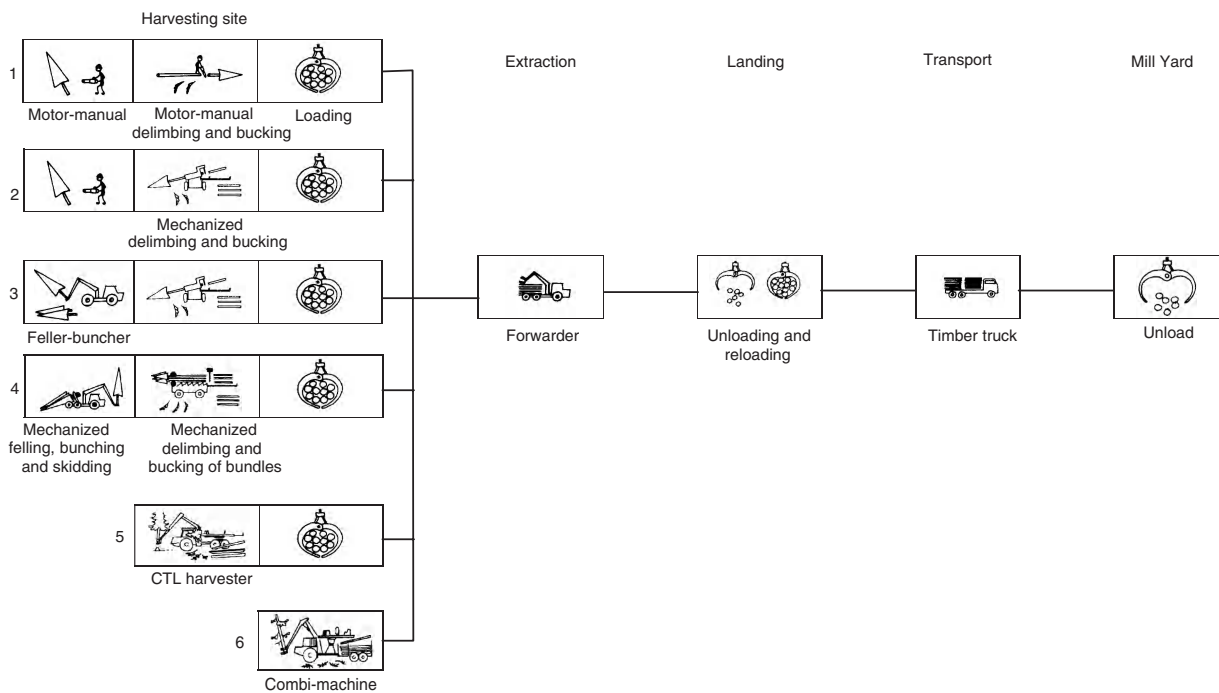 Harvesting site
Extraction
Landing
Transport
Mill Yard
1
Motor-manual
Motor-manual
delimbing and bucking
Loading
2
Mechanized
delimbing and bucking
3
Feller-buncher
Forwarder
Unloading and
reloading
Timber truck
Unload
4
Mechanized
felling, bunching
and skidding
Mechanized
delimbing and
bucking of bundles
5
CTL harvester
6
Combi-machine